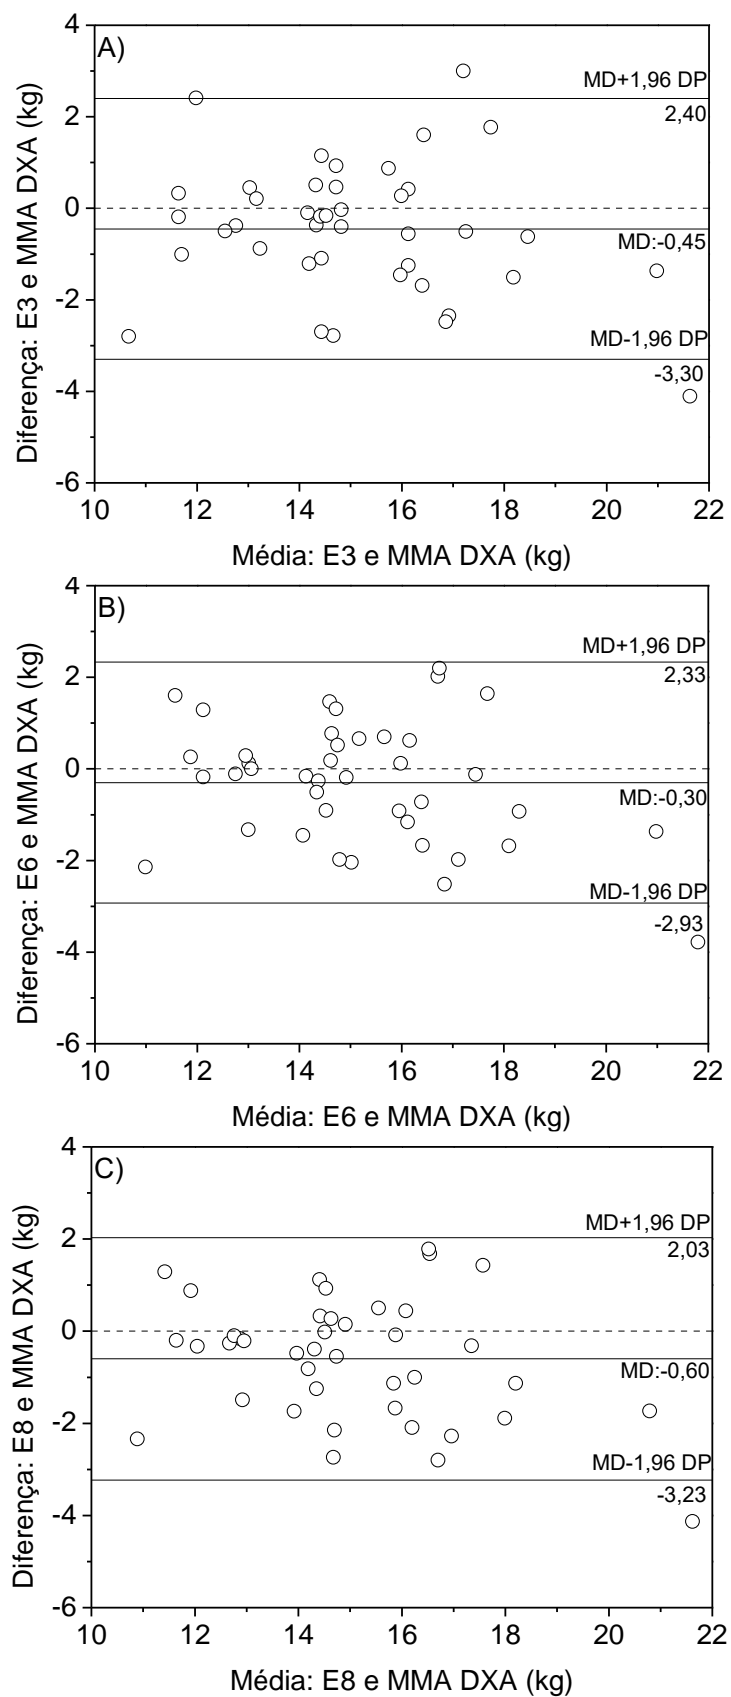 A)
Diferença: E3 e MMA DXA (kg)
4
2
0
-2
-4
-6
MD+1,96 DP
2,40
MD:-0,45
MD-1,96 DP
-3,30
10 12 14 16 18 20 22
Média: E3 e MMA DXA (kg)
B)
Diferença: E6 e MMA DXA (kg)
4
2
0
-2
-4
-6
MD+1,96 DP
2,33
MD:-0,30
MD-1,96 DP
-2,93
10 12 14 16 18 20 22
Média: E6 e MMA DXA (kg)
C)
Diferença: E8 e MMA DXA (kg)
4
2
0
-2
-4
-6
MD+1,96 DP
2,03
MD:-0,60
MD-1,96 DP
-3,23
10 12 14 16 18 20 22
Média: E8 e MMA DXA (kg)